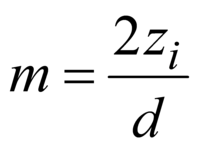 m = 2z_i / d